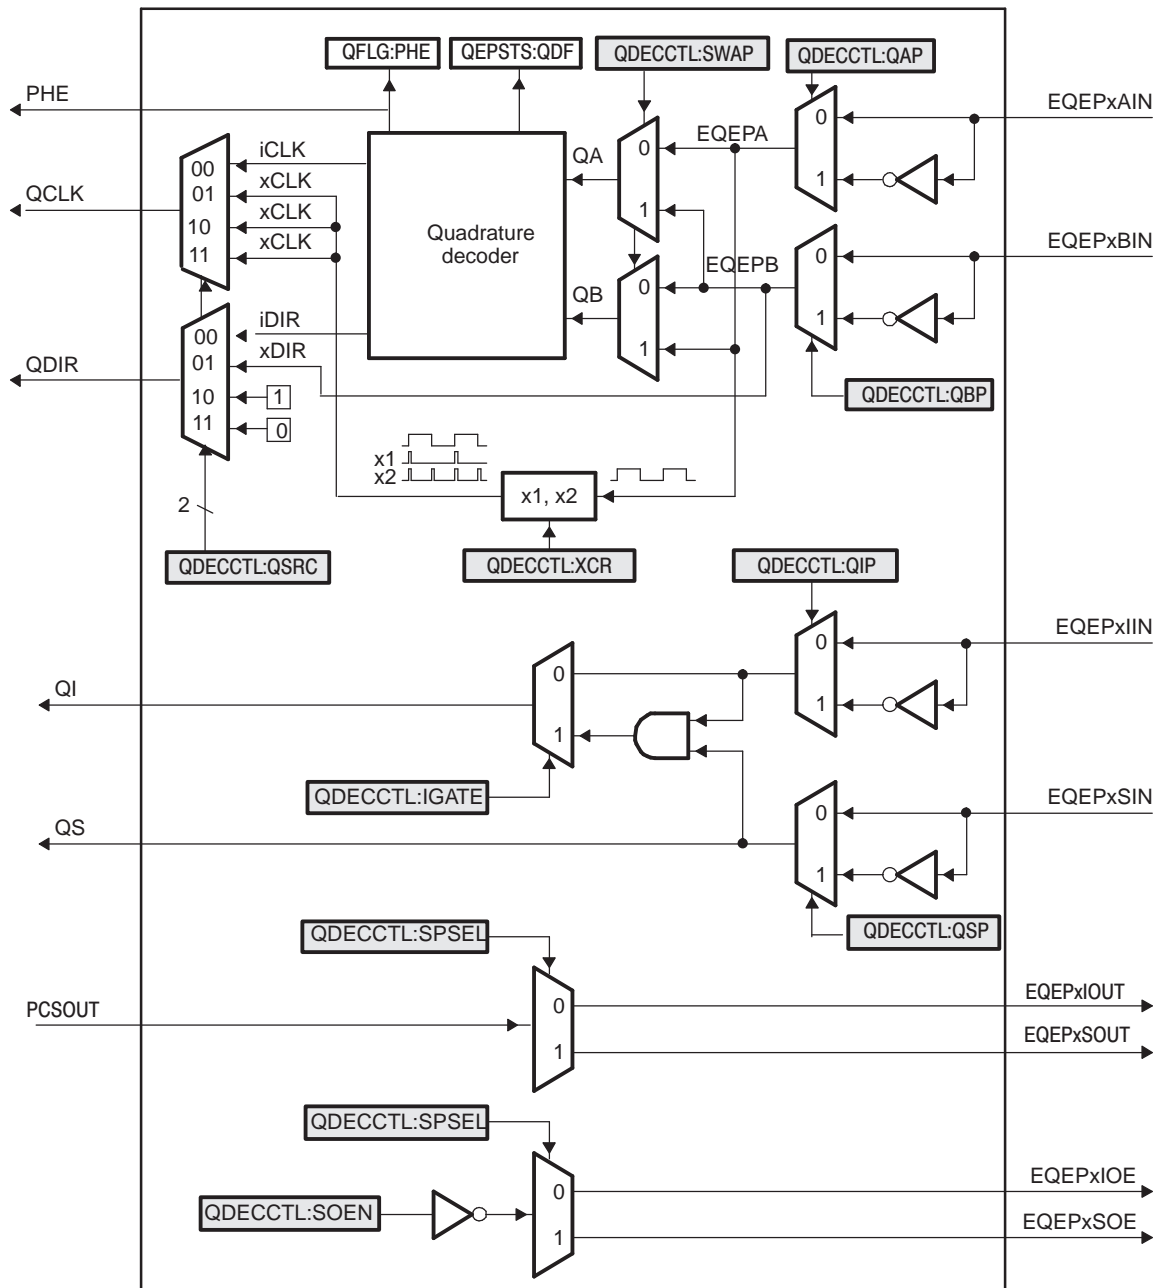 QFLG:PHE QEPSTS:QDF QDECCTL:SWAP QDECCTL:QAP
PHE
EQEPxAIN
0
EQEPA
0
iCLK
QA
00
xCLK
01
1
QCLK
xCLK
10
1
xCLK
11
Quadrature
decoder
EQEPxBIN
0
EQEPB
0
QB
1
iDIR
00
1
xDIR
01
QDIR
10
1
QDECCTL:QBP
11
0
x1
x2
x1, x2
2
QDECCTL:QSRC
QDECCTL:XCR
QDECCTL:QIP
EQEPxIIN
0
0
QI
1
1
QDECCTL:IGATE
EQEPxSIN
0
QS
1
QDECCTL:SPSEL
QDECCTL:QSP
EQEPxIOUT
PCSOUT
0
EQEPxSOUT
1
QDECCTL:SPSEL
EQEPxIOE
0
QDECCTL:SOEN
EQEPxSOE
1